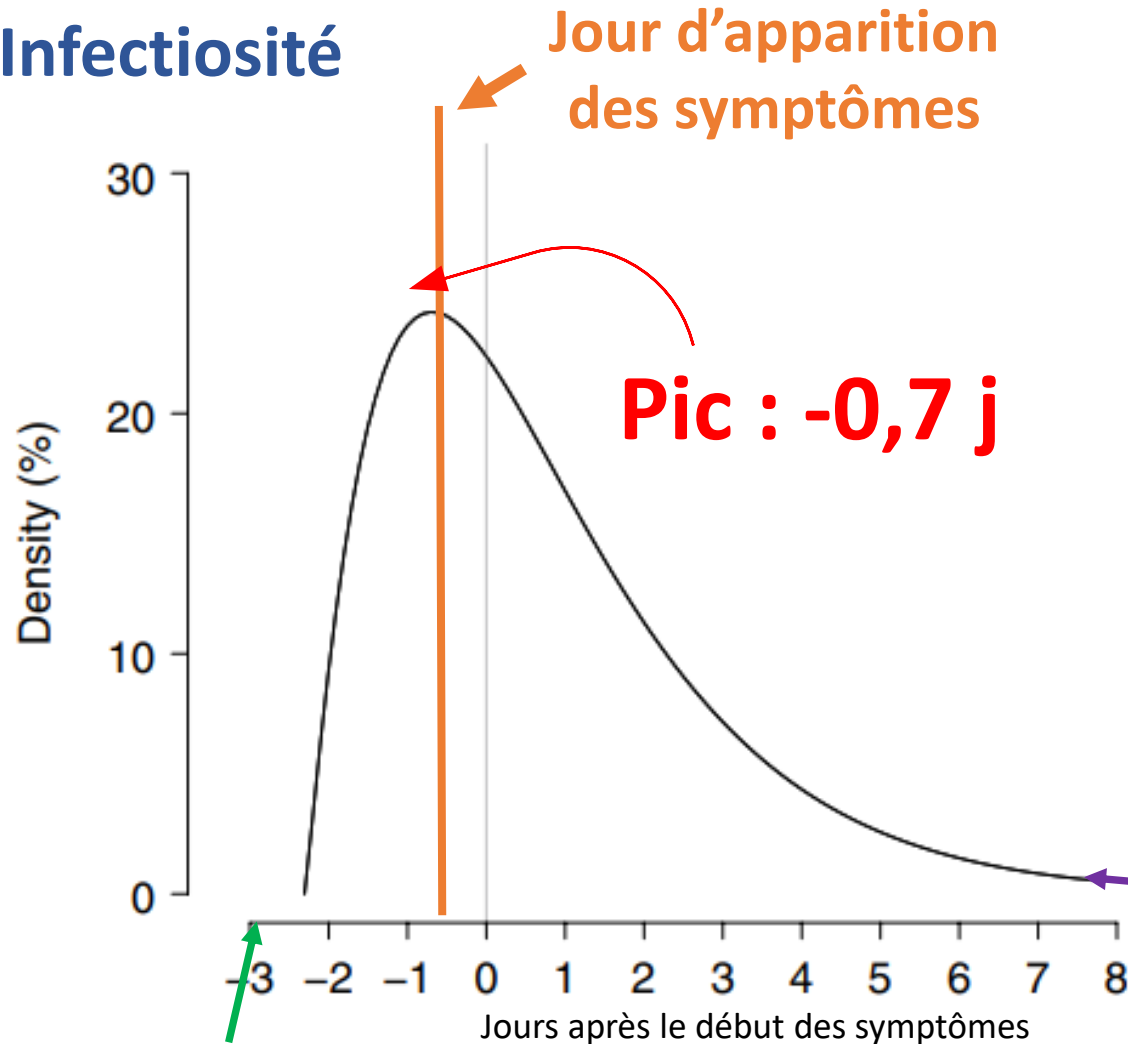 Infectiosité
Jour d’apparition
des symptômes
30
20
10
0
Density (%)
Pic : -0,7 j
−3 −2 −1 0 1 2 3 4 5 6 7 8
Jours après le début des symptômes